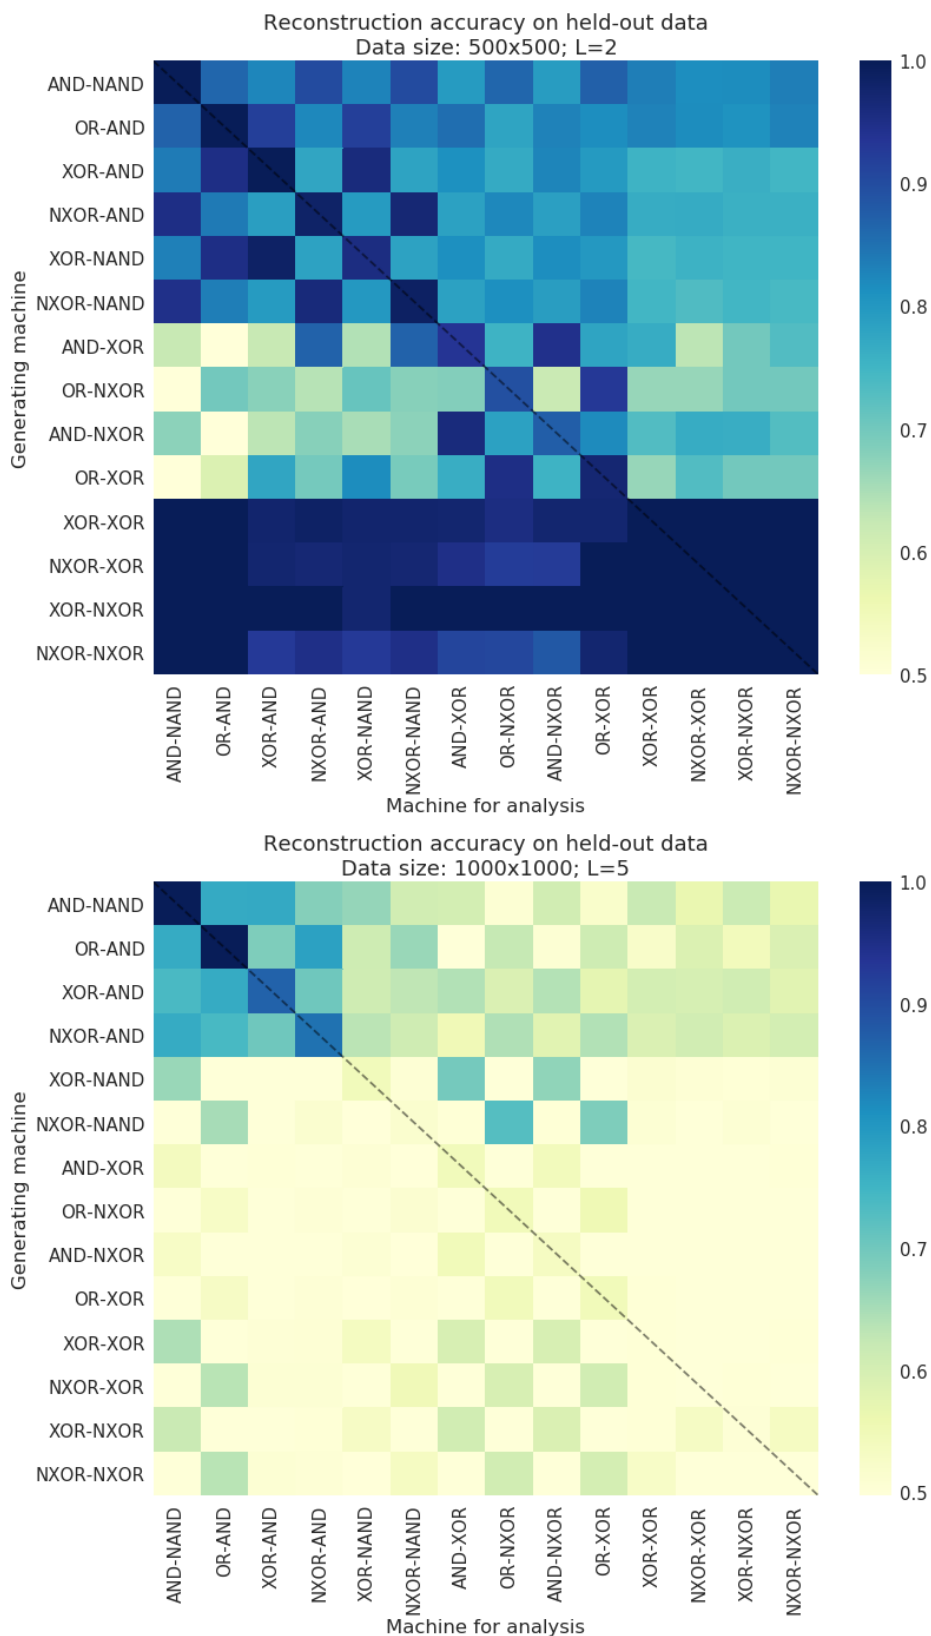 Reconstruction accuracy on held-out data
Data size: 500x500; L=2
Generating machine
AND-NAND
OR-AND
XOR-AND
NXOR-AND
XOR-NAND
NXOR-NAND
AND-XOR
OR-NXOR
AND-NXOR
OR-XOR
XOR-XOR
NXOR-XOR
XOR-NXOR
NXOR-NXOR
1.0
0.9
0.8
0.7
0.6
0.5
AND-NAND
OR-AND
XOR-AND
NXOR-AND
XOR-NAND
NXOR-NAND
AND-XOR
OR-NXOR
AND-NXOR
OR-XOR
XOR-XOR
NXOR-XOR
XOR-NXOR
NXOR-NXOR
Machine for analysis
Reconstruction accuracy on held-out data
Data size: 1000x1000; L=5
Generating machine
AND-NAND
OR-AND
XOR-AND
NXOR-AND
XOR-NAND
NXOR-NAND
AND-XOR
OR-NXOR
AND-NXOR
OR-XOR
XOR-XOR
NXOR-XOR
XOR-NXOR
NXOR-NXOR
1.0
0.9
0.8
0.7
0.6
0.5
AND-NAND
OR-AND
XOR-AND
NXOR-AND
XOR-NAND
NXOR-NAND
AND-XOR
OR-NXOR
AND-NXOR
OR-XOR
XOR-XOR
NXOR-XOR
XOR-NXOR
NXOR-NXOR
Machine for analysis